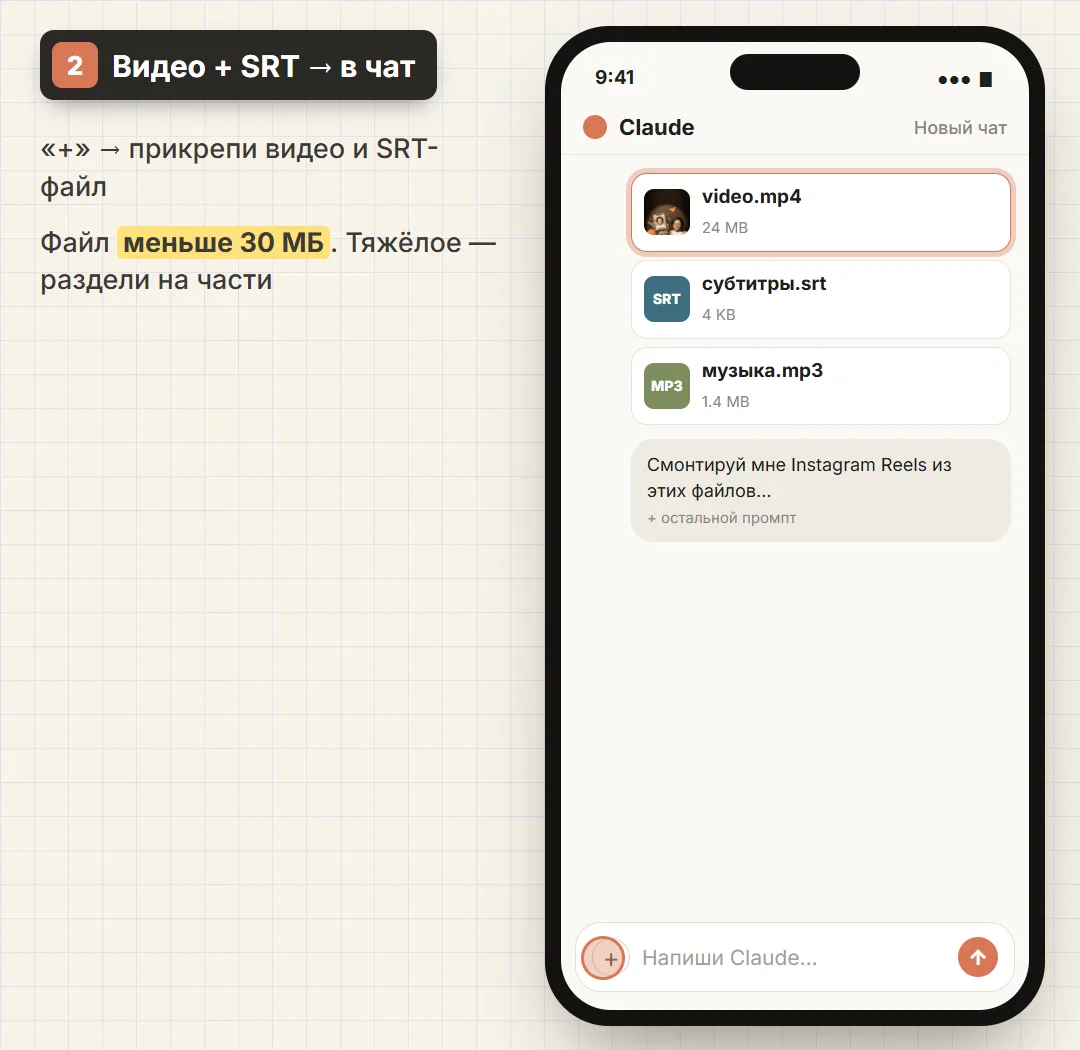 2 Видео + SRT → в чат
«+» → прикрепи видео и SRT-
файл
Файл меньше 30 МБ. Тяжёлое —
раздели на части
9:41
Claude
Новый чат
video.mp4
24 MB
SRT
субтитры.srt
4 KB
MP3
музыка.mp3
1.4 MB
Смонтируй мне Instagram Reels из
этих файлов...
+ остальной промпт
+ Напиши Claude...